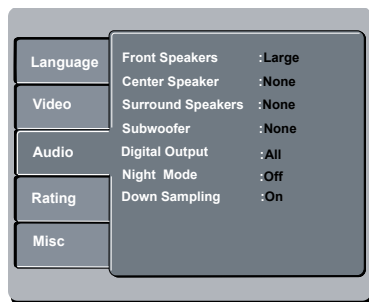 Language
Video
Audio
Rating
Misc
Front Speakers :Large
Center Speaker :None
Surround Speakers :None
Subwoofer :None
Digital Output :All
Night Mode :Off
Down Sampling :On